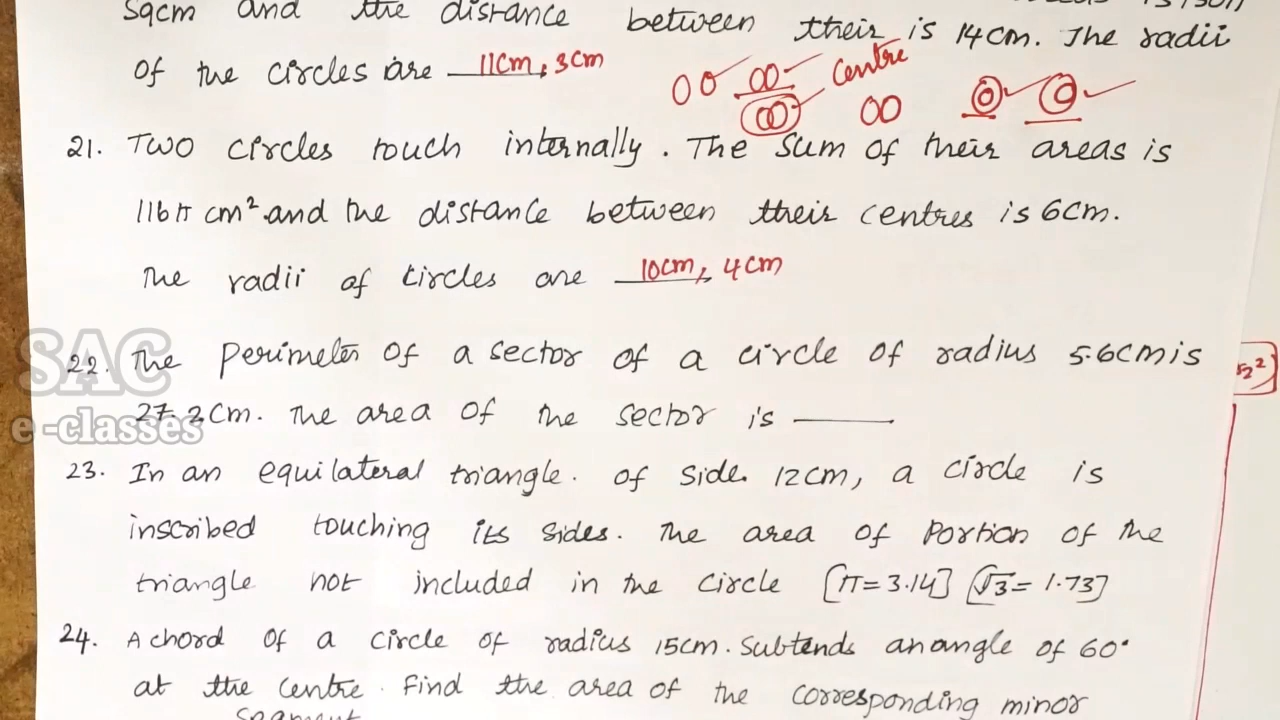 sqcm and the distance between their is 14cm. The radii
of the circles are 11cm, 3cm
centre
21. Two circles touch internally. The sum of their areas is
116π cm² and the distance between their centres is 6cm.
The radii of circles are 10cm, 4cm
SAC
e-classes
22. The perimeter of a sector of a circle of radius 5.6cm is
27.2cm. The area of the sector is
23. In an equilateral triangle. of side. 12cm, a circle is
inscribed touching its sides. The area of portion of the
triangle not included in the circle [π=3.14] (√3=1.73)
24. A chord of a circle of radius 15cm. subtends an angle of 60°
at the centre. Find the area of the corresponding minor